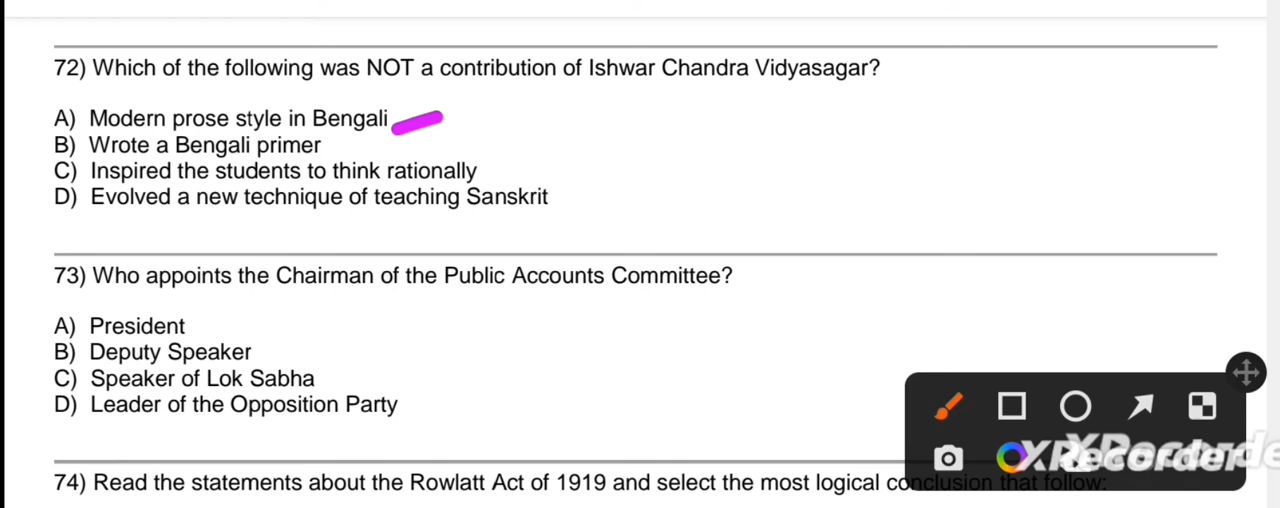 72) Which of the following was NOT a contribution of Ishwar Chandra Vidyasagar?
A) Modern prose style in Bengali
B) Wrote a Bengali primer
C) Inspired the students to think rationally
D) Evolved a new technique of teaching Sanskrit
73) Who appoints the Chairman of the Public Accounts Committee?
A) President
B) Deputy Speaker
C) Speaker of Lok Sabha
D) Leader of the Opposition Party
XRecorder
74) Read the statements about the Rowlatt Act of 1919 and select the most logical conclusion that follow: